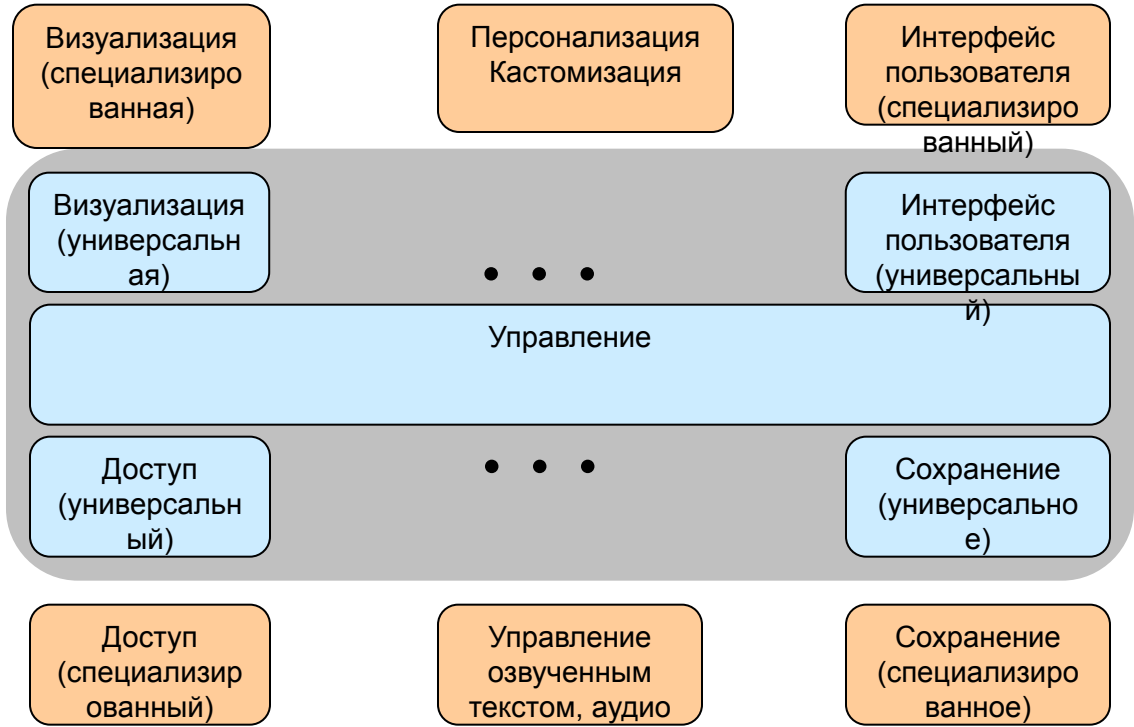 Визуализация
(специализиро
ванная)
Персонализация
Кастомизация
Интерфейс
пользователя
(специализиро
ванный)
Визуализация
(универсальн
ая)
• • •
Интерфейс
пользователя
(универсальны
й)
Управление
Доступ
(универсальн
ый)
• • •
Сохранение
(универсально
е)
Доступ
(специализир
ованный)
Управление
озвученным
текстом, аудио
Сохранение
(специализиро
ванное)